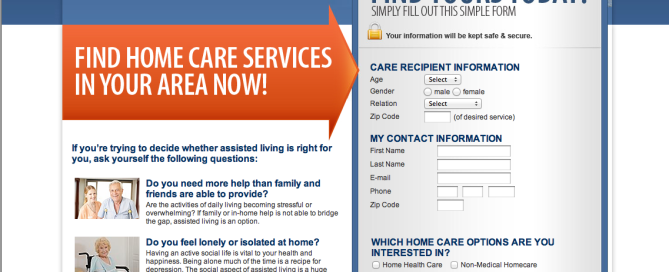 FIND YOURS TODAY!
SIMPLY FILL OUT THIS SIMPLE FORM
Your information will be kept safe & secure.
FIND HOME CARE SERVICES
IN YOUR AREA NOW!
CARE RECIPIENT INFORMATION
Age Select
Gender male female
Relation Select
Zip Code (of desired service)
MY CONTACT INFORMATION
First Name
Last Name
E-mail
Phone
Zip Code
WHICH HOME CARE OPTIONS ARE YOU
INTERESTED IN?
Home Health Care Non-Medical Homecare
If you're trying to decide whether assisted living is right for
you, ask yourself the following questions:
Do you need more help than family and
friends are able to provide?
Are the activities of daily living becoming stressful or
overwhelming? If family or in-home help is not able to bridge
the gap, assisted living is an option.
Do you feel lonely or isolated at home?
Having an active social life is vital to your health and
happiness. Being alone much of the time is a recipe for
depression. The social aspect of assisted living is a huge